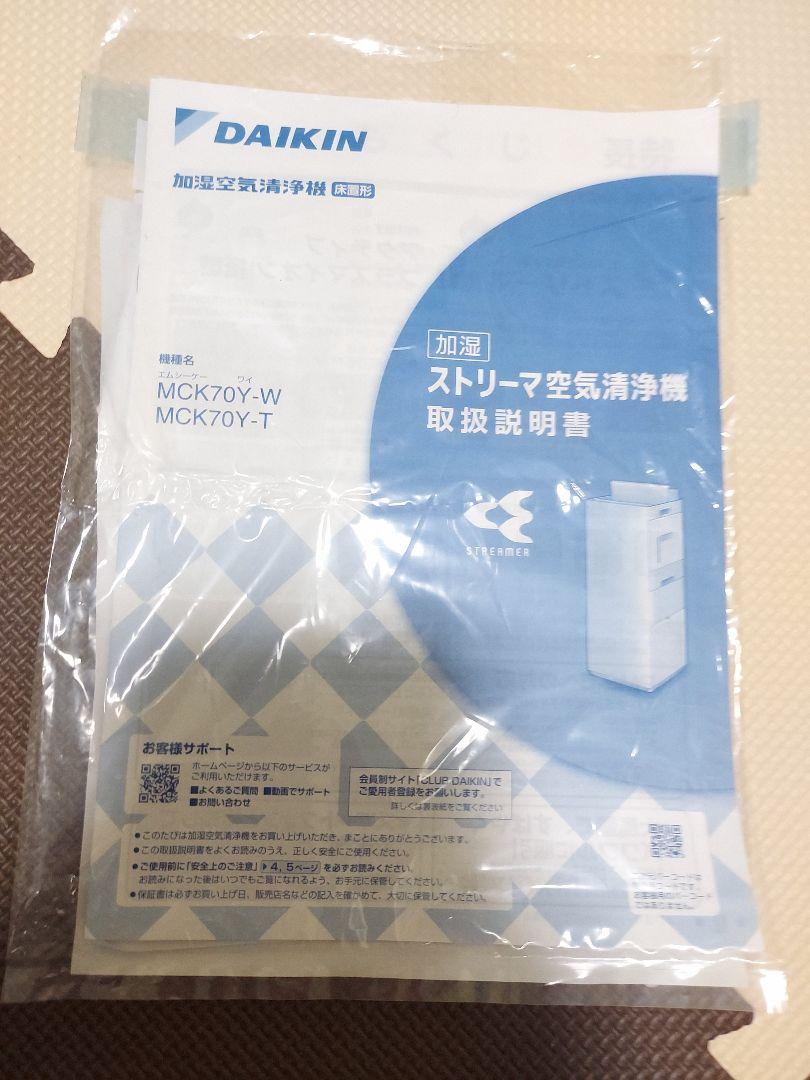 DAIKIN
加湿空気清浄機 床置形
機種名
エムシーケー ワイ
MCK70Y-W
MCK70Y-T
加湿
ストリーマ空気清浄機
取扱説明書
STREAMER
お客様サポート
ホームページから以下のサービスが
ご利用いただけます。
■よくあるご質問 ■動画でサポート
■お問い合わせ
会員制サイト「CLUB DAIKIN」で
ご愛用者登録をお願いします。
詳しくは裏表紙をご覧ください
●このたびは加湿空気清浄機をお買い上げいただき、まことにありがとうございます。
●この取扱説明書をよくお読みのうえ、正しく安全にご使用ください。
●ご使用前に「安全上のご注意」 4, 5ページ を必ずお読みください。
お読みになった後はいつでもご覧になれるよう、お手元に保管してください。
●保証書は必ずお買い上げ日、販売店名などの記入を確かめて、大切に保管してください。